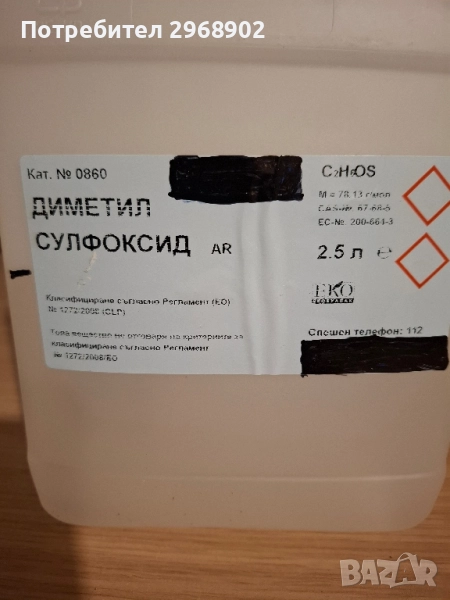 Потребител 2968902
Кат. № 0860
ДИМЕТИЛ
СУЛФОКСИД AR
C₂H₆OS
M = 78,13 г/мол
CAS-№: 67-68-5
EC-№: 200-664-3
2.5 л ℮
EKO
Спешен телефон: 112
Класифициране съгласно Регламент (ЕО)
№ 1272/2008 (CLP)
Това вещество не отговаря на критериите за
класифициране съгласно Регламент
№ 1272/2008/ЕО
BAZAR